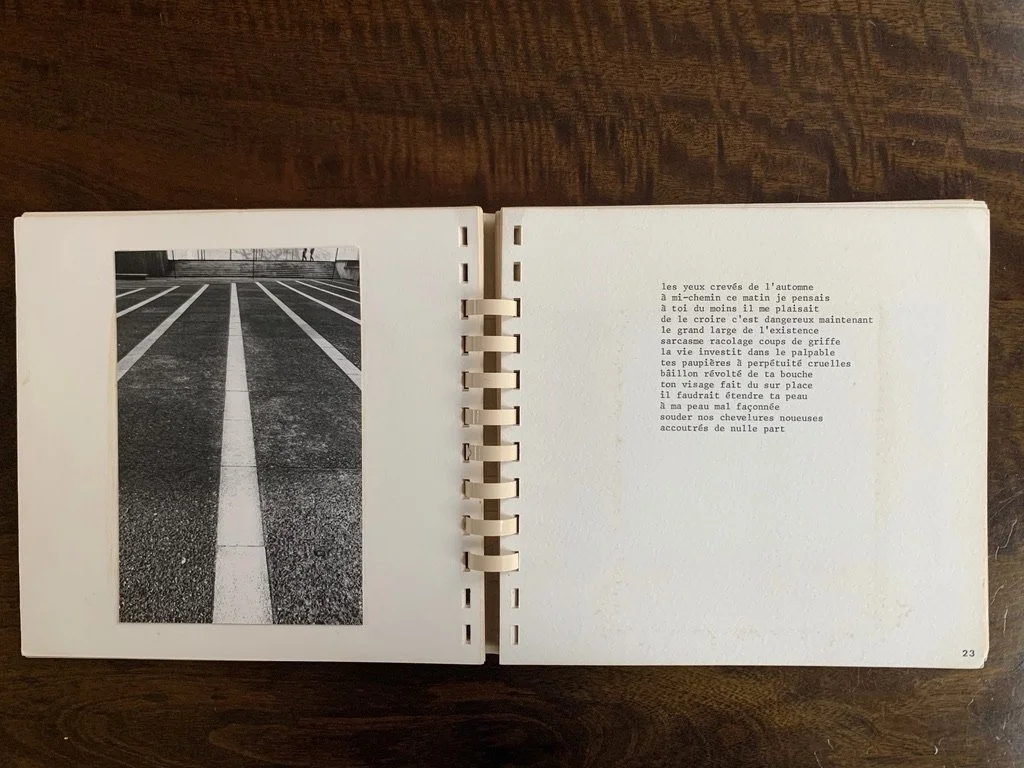 les yeux crevés de l'automne
à mi-chemin ce matin je pensais
à toi du moins il me plaisait
de le croire c'est dangereux maintenant
le grand large de l'existence
sarcasme racolage coups de griffe
la vie investit dans le palpable
tes paupières à perpétuité cruelles
bâillon révolté de ta bouche
ton visage fait du sur place
il faudrait étendre ta peau
à ma peau mal façonnée
souder nos chevelures noueuses
accoutrés de nulle part
23